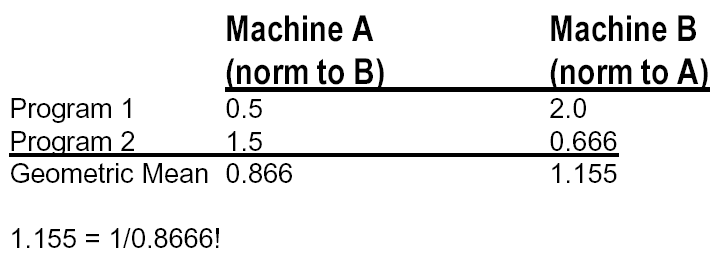 Machine A Machine B
(norm to B) (norm to A)
Program 1 0.5 2.0
Program 2 1.5 0.666
Geometric Mean 0.866 1.155
1.155 = 1/0.8666!